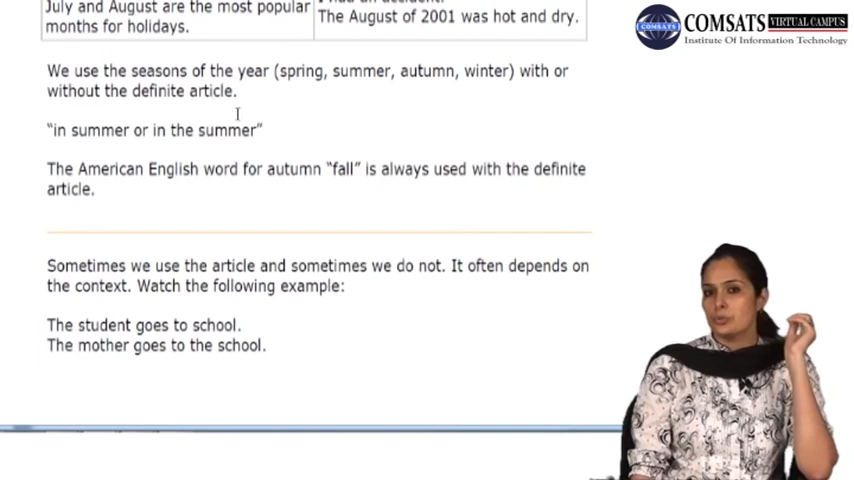 July and August are the most popular
months for holidays.
I had an accident.
The August of 2001 was hot and dry.
COMSATS VIRTUAL CAMPUS
COMSATS
Institute Of Information Technology
We use the seasons of the year (spring, summer, autumn, winter) with or
without the definite article.
"in summer or in the summer"
The American English word for autumn "fall" is always used with the definite
article.
Sometimes we use the article and sometimes we do not. It often depends on
the context. Watch the following example:
The student goes to school.
The mother goes to the school.